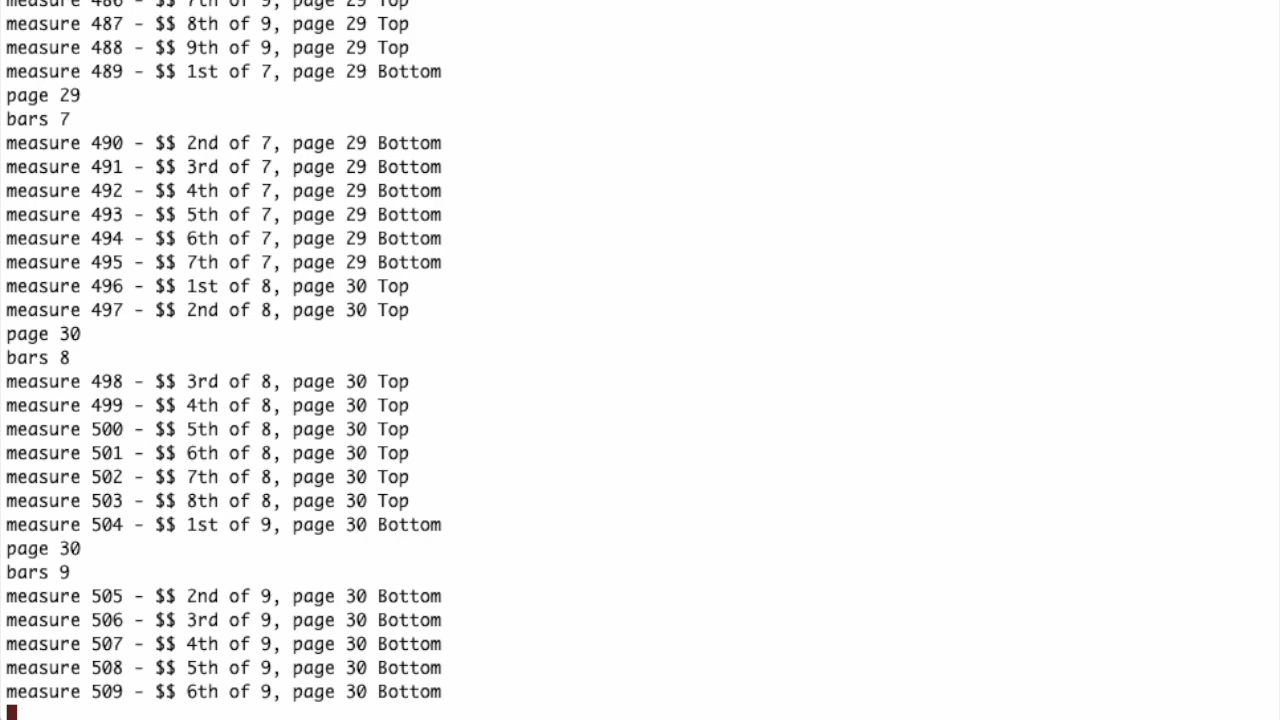 measure 486 - $$ 7th of 9, page 29 Top
measure 487 - $$ 8th of 9, page 29 Top
measure 488 - $$ 9th of 9, page 29 Top
measure 489 - $$ 1st of 7, page 29 Bottom
page 29
bars 7
measure 490 - $$ 2nd of 7, page 29 Bottom
measure 491 - $$ 3rd of 7, page 29 Bottom
measure 492 - $$ 4th of 7, page 29 Bottom
measure 493 - $$ 5th of 7, page 29 Bottom
measure 494 - $$ 6th of 7, page 29 Bottom
measure 495 - $$ 7th of 7, page 29 Bottom
measure 496 - $$ 1st of 8, page 30 Top
measure 497 - $$ 2nd of 8, page 30 Top
page 30
bars 8
measure 498 - $$ 3rd of 8, page 30 Top
measure 499 - $$ 4th of 8, page 30 Top
measure 500 - $$ 5th of 8, page 30 Top
measure 501 - $$ 6th of 8, page 30 Top
measure 502 - $$ 7th of 8, page 30 Top
measure 503 - $$ 8th of 8, page 30 Top
measure 504 - $$ 1st of 9, page 30 Bottom
page 30
bars 9
measure 505 - $$ 2nd of 9, page 30 Bottom
measure 506 - $$ 3rd of 9, page 30 Bottom
measure 507 - $$ 4th of 9, page 30 Bottom
measure 508 - $$ 5th of 9, page 30 Bottom
measure 509 - $$ 6th of 9, page 30 Bottom